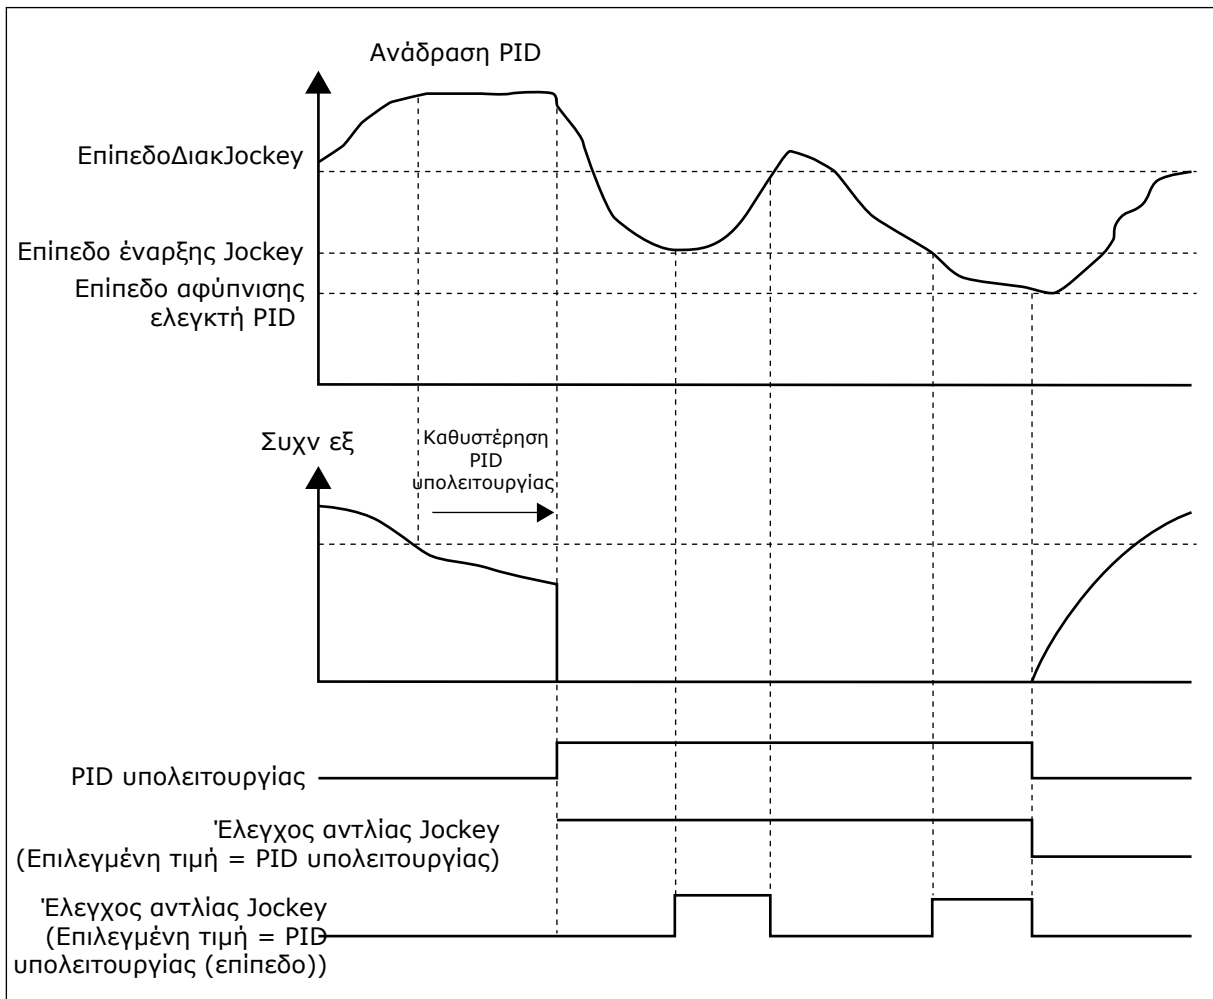 Ανάδραση PID
ΕπίπεδοΔιακJockey
Επίπεδο έναρξης Jockey
Επίπεδο αφύπνισης
ελεγκτή PID
Συχν εξ
Καθυστέρηση
PID
υπολειτουργίας
PID υπολειτουργίας
Έλεγχος αντλίας Jockey
(Επιλεγμένη τιμή = PID υπολειτουργίας)
Έλεγχος αντλίας Jockey
(Επιλεγμένη τιμή = PID
υπολειτουργίας (επίπεδο))